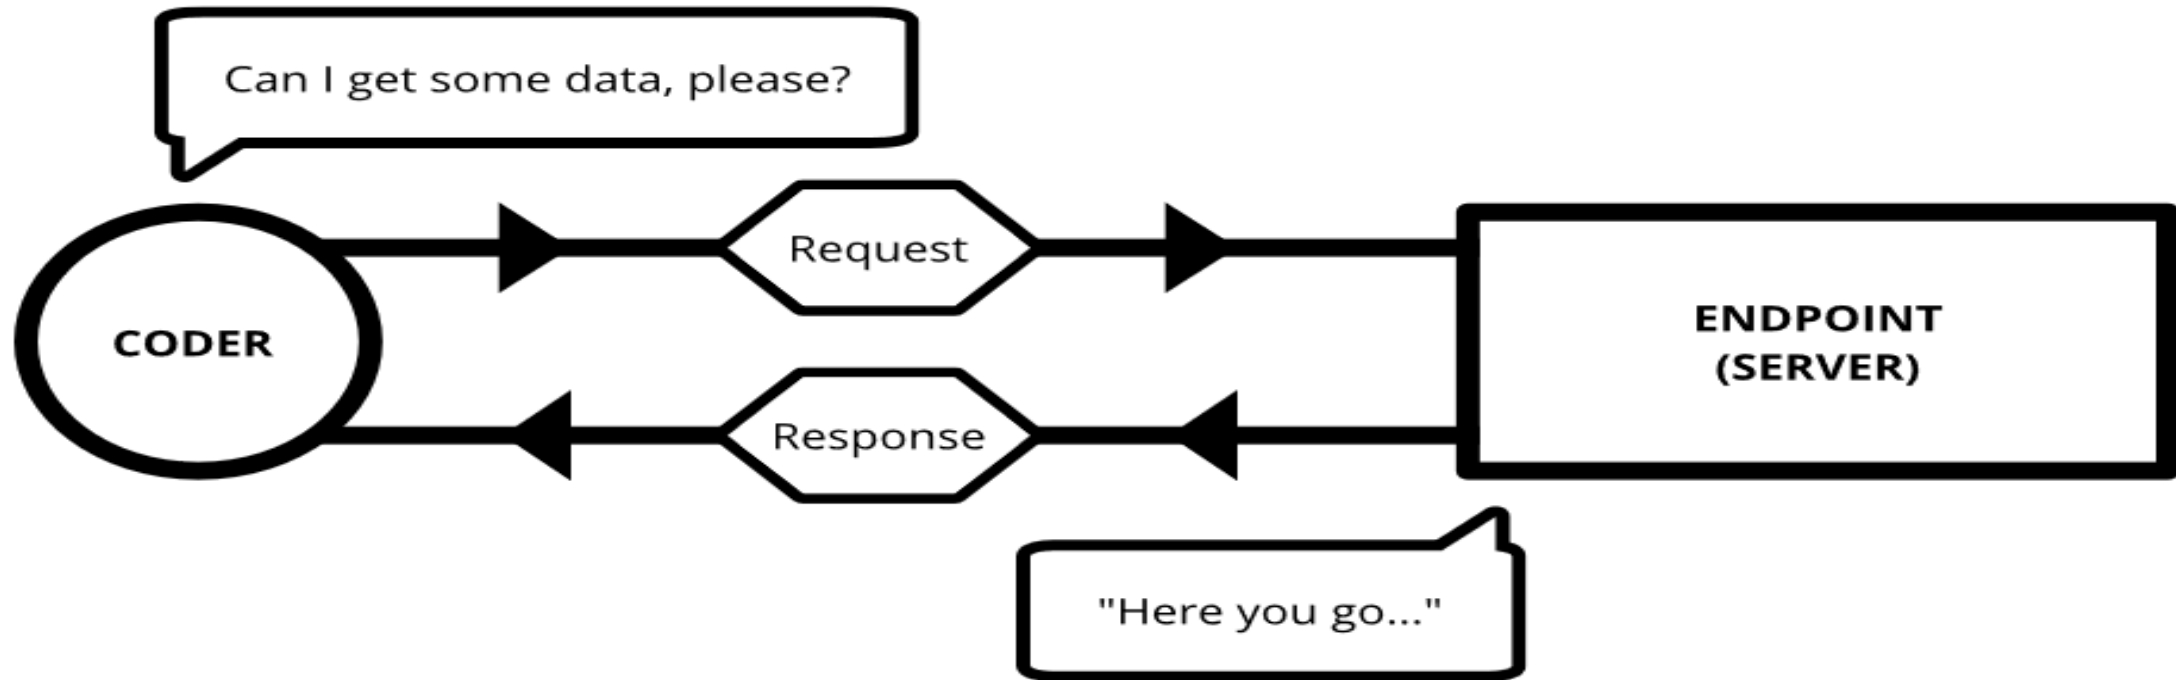 Can I get some data, please?
Request
CODER
ENDPOINT
(SERVER)
Response
"Here you go..."